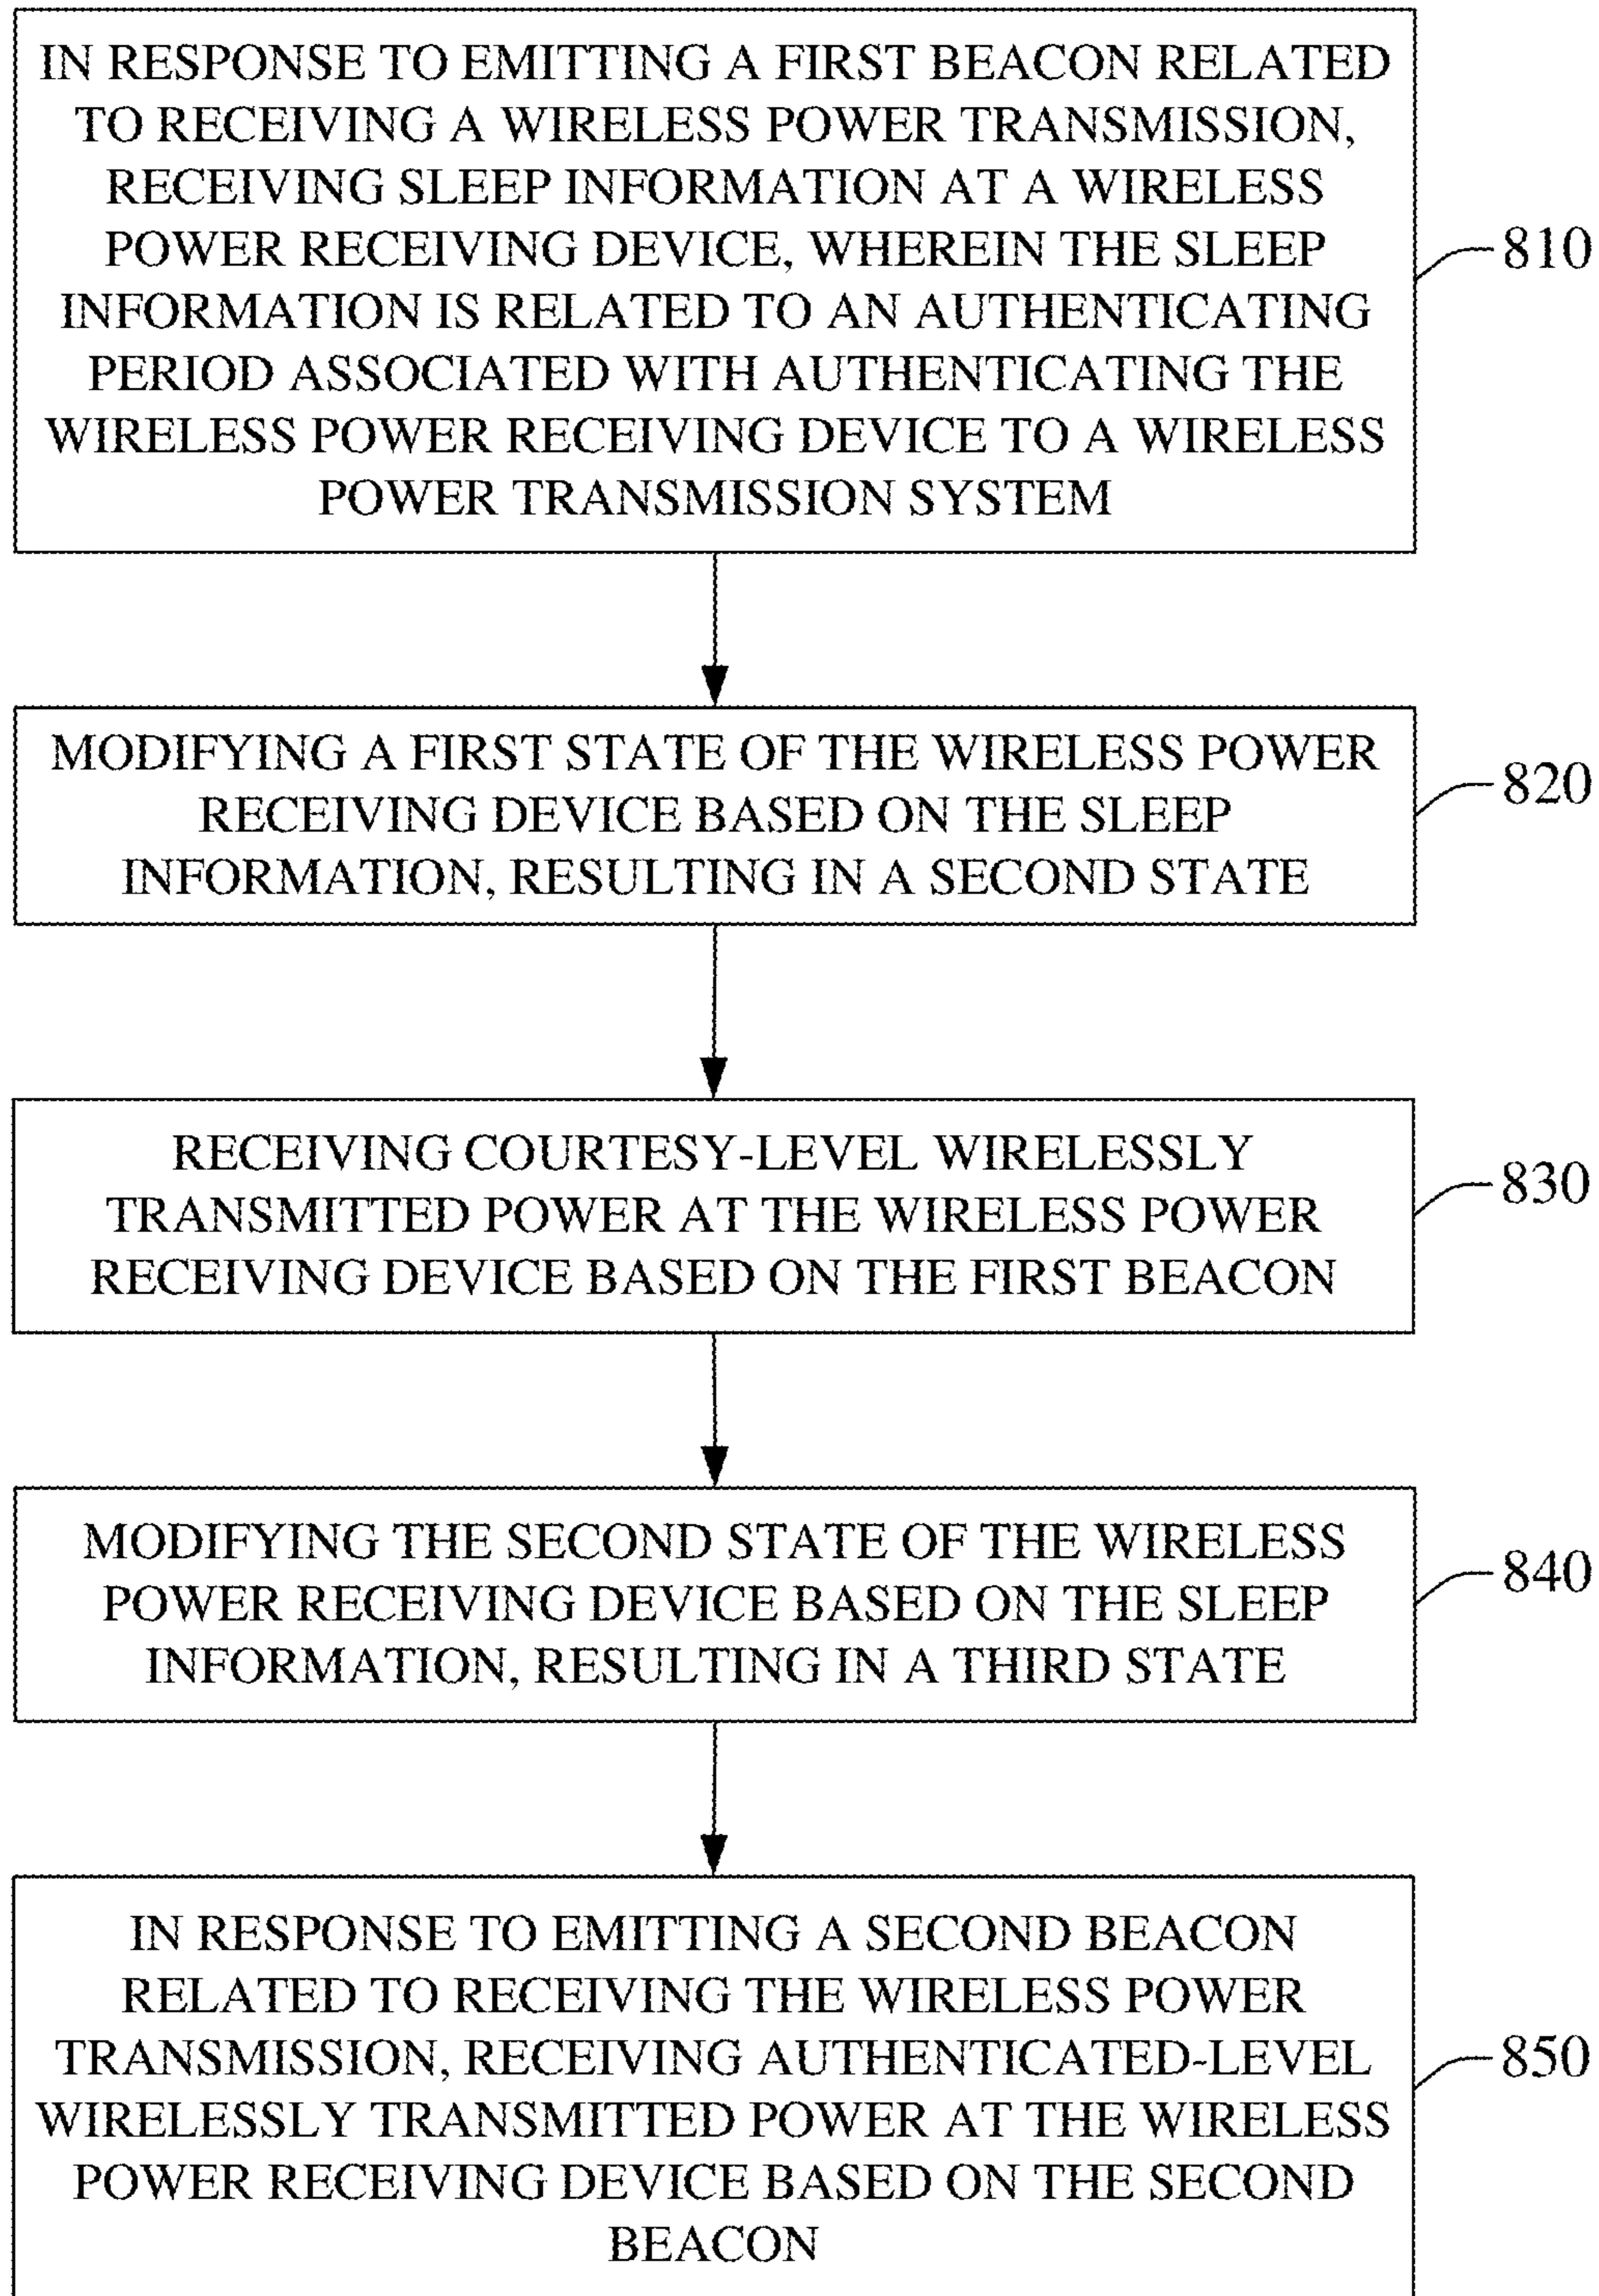 IN RESPONSE TO EMITTING A FIRST BEACON RELATED
TO RECEIVING A WIRELESS POWER TRANSMISSION,
RECEIVING SLEEP INFORMATION AT A WIRELESS
POWER RECEIVING DEVICE, WHEREIN THE SLEEP
INFORMATION IS RELATED TO AN AUTHENTICATING
PERIOD ASSOCIATED WITH AUTHENTICATING THE
WIRELESS POWER RECEIVING DEVICE TO A WIRELESS
POWER TRANSMISSION SYSTEM
810
MODIFYING A FIRST STATE OF THE WIRELESS POWER
RECEIVING DEVICE BASED ON THE SLEEP
INFORMATION, RESULTING IN A SECOND STATE
820
RECEIVING COURTESY-LEVEL WIRELESSLY
TRANSMITTED POWER AT THE WIRELESS POWER
RECEIVING DEVICE BASED ON THE FIRST BEACON
830
MODIFYING THE SECOND STATE OF THE WIRELESS
POWER RECEIVING DEVICE BASED ON THE SLEEP
INFORMATION, RESULTING IN A THIRD STATE
840
IN RESPONSE TO EMITTING A SECOND BEACON
RELATED TO RECEIVING THE WIRELESS POWER
TRANSMISSION, RECEIVING AUTHENTICATED-LEVEL
WIRELESSLY TRANSMITTED POWER AT THE WIRELESS
POWER RECEIVING DEVICE BASED ON THE SECOND
BEACON
850